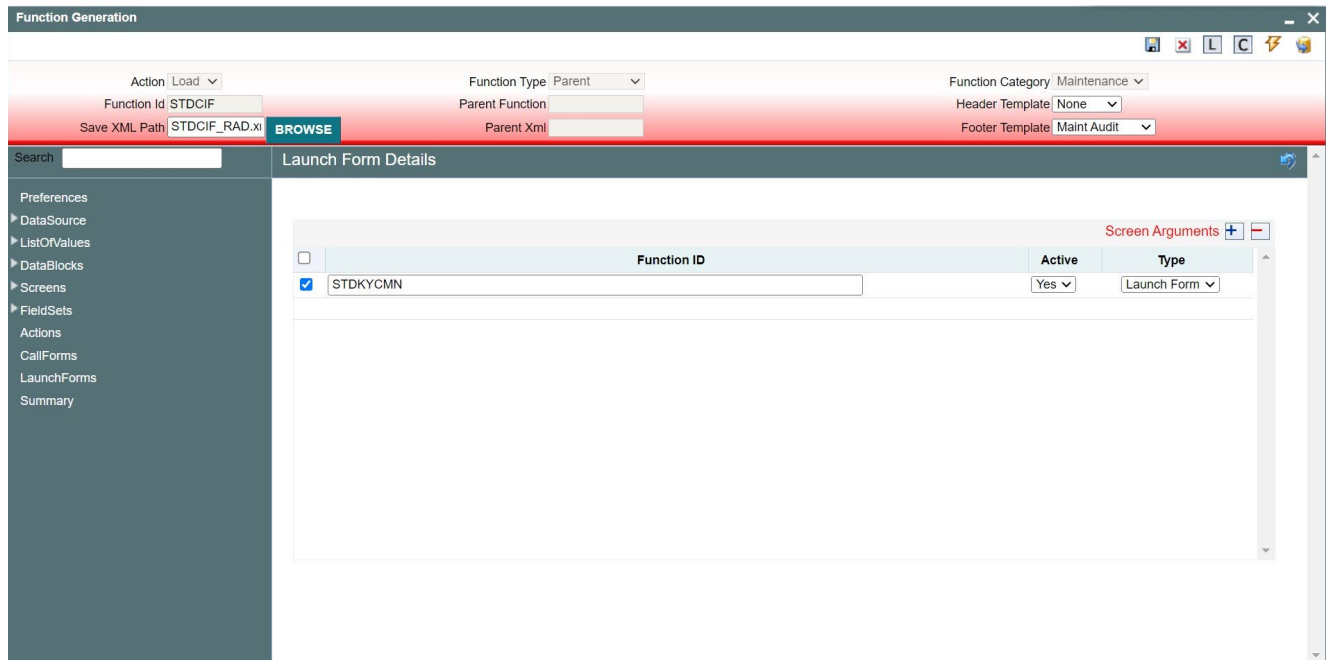 Function Generation
L C
Action Load Function Type Parent Function Category Maintenance
Function Id STDCIF Parent Function Header Template None
Save XML Path STDCIF_RAD.x BROWSE Parent Xml Footer Template Maint Audit
Search Launch Form Details
Preferences
DataSource
ListOfValues
DataBlocks
Screens
FieldSets
Actions
CallForms
LaunchForms
Summary
Screen Arguments
Function ID Active Type
STDKYCMN Yes Launch Form